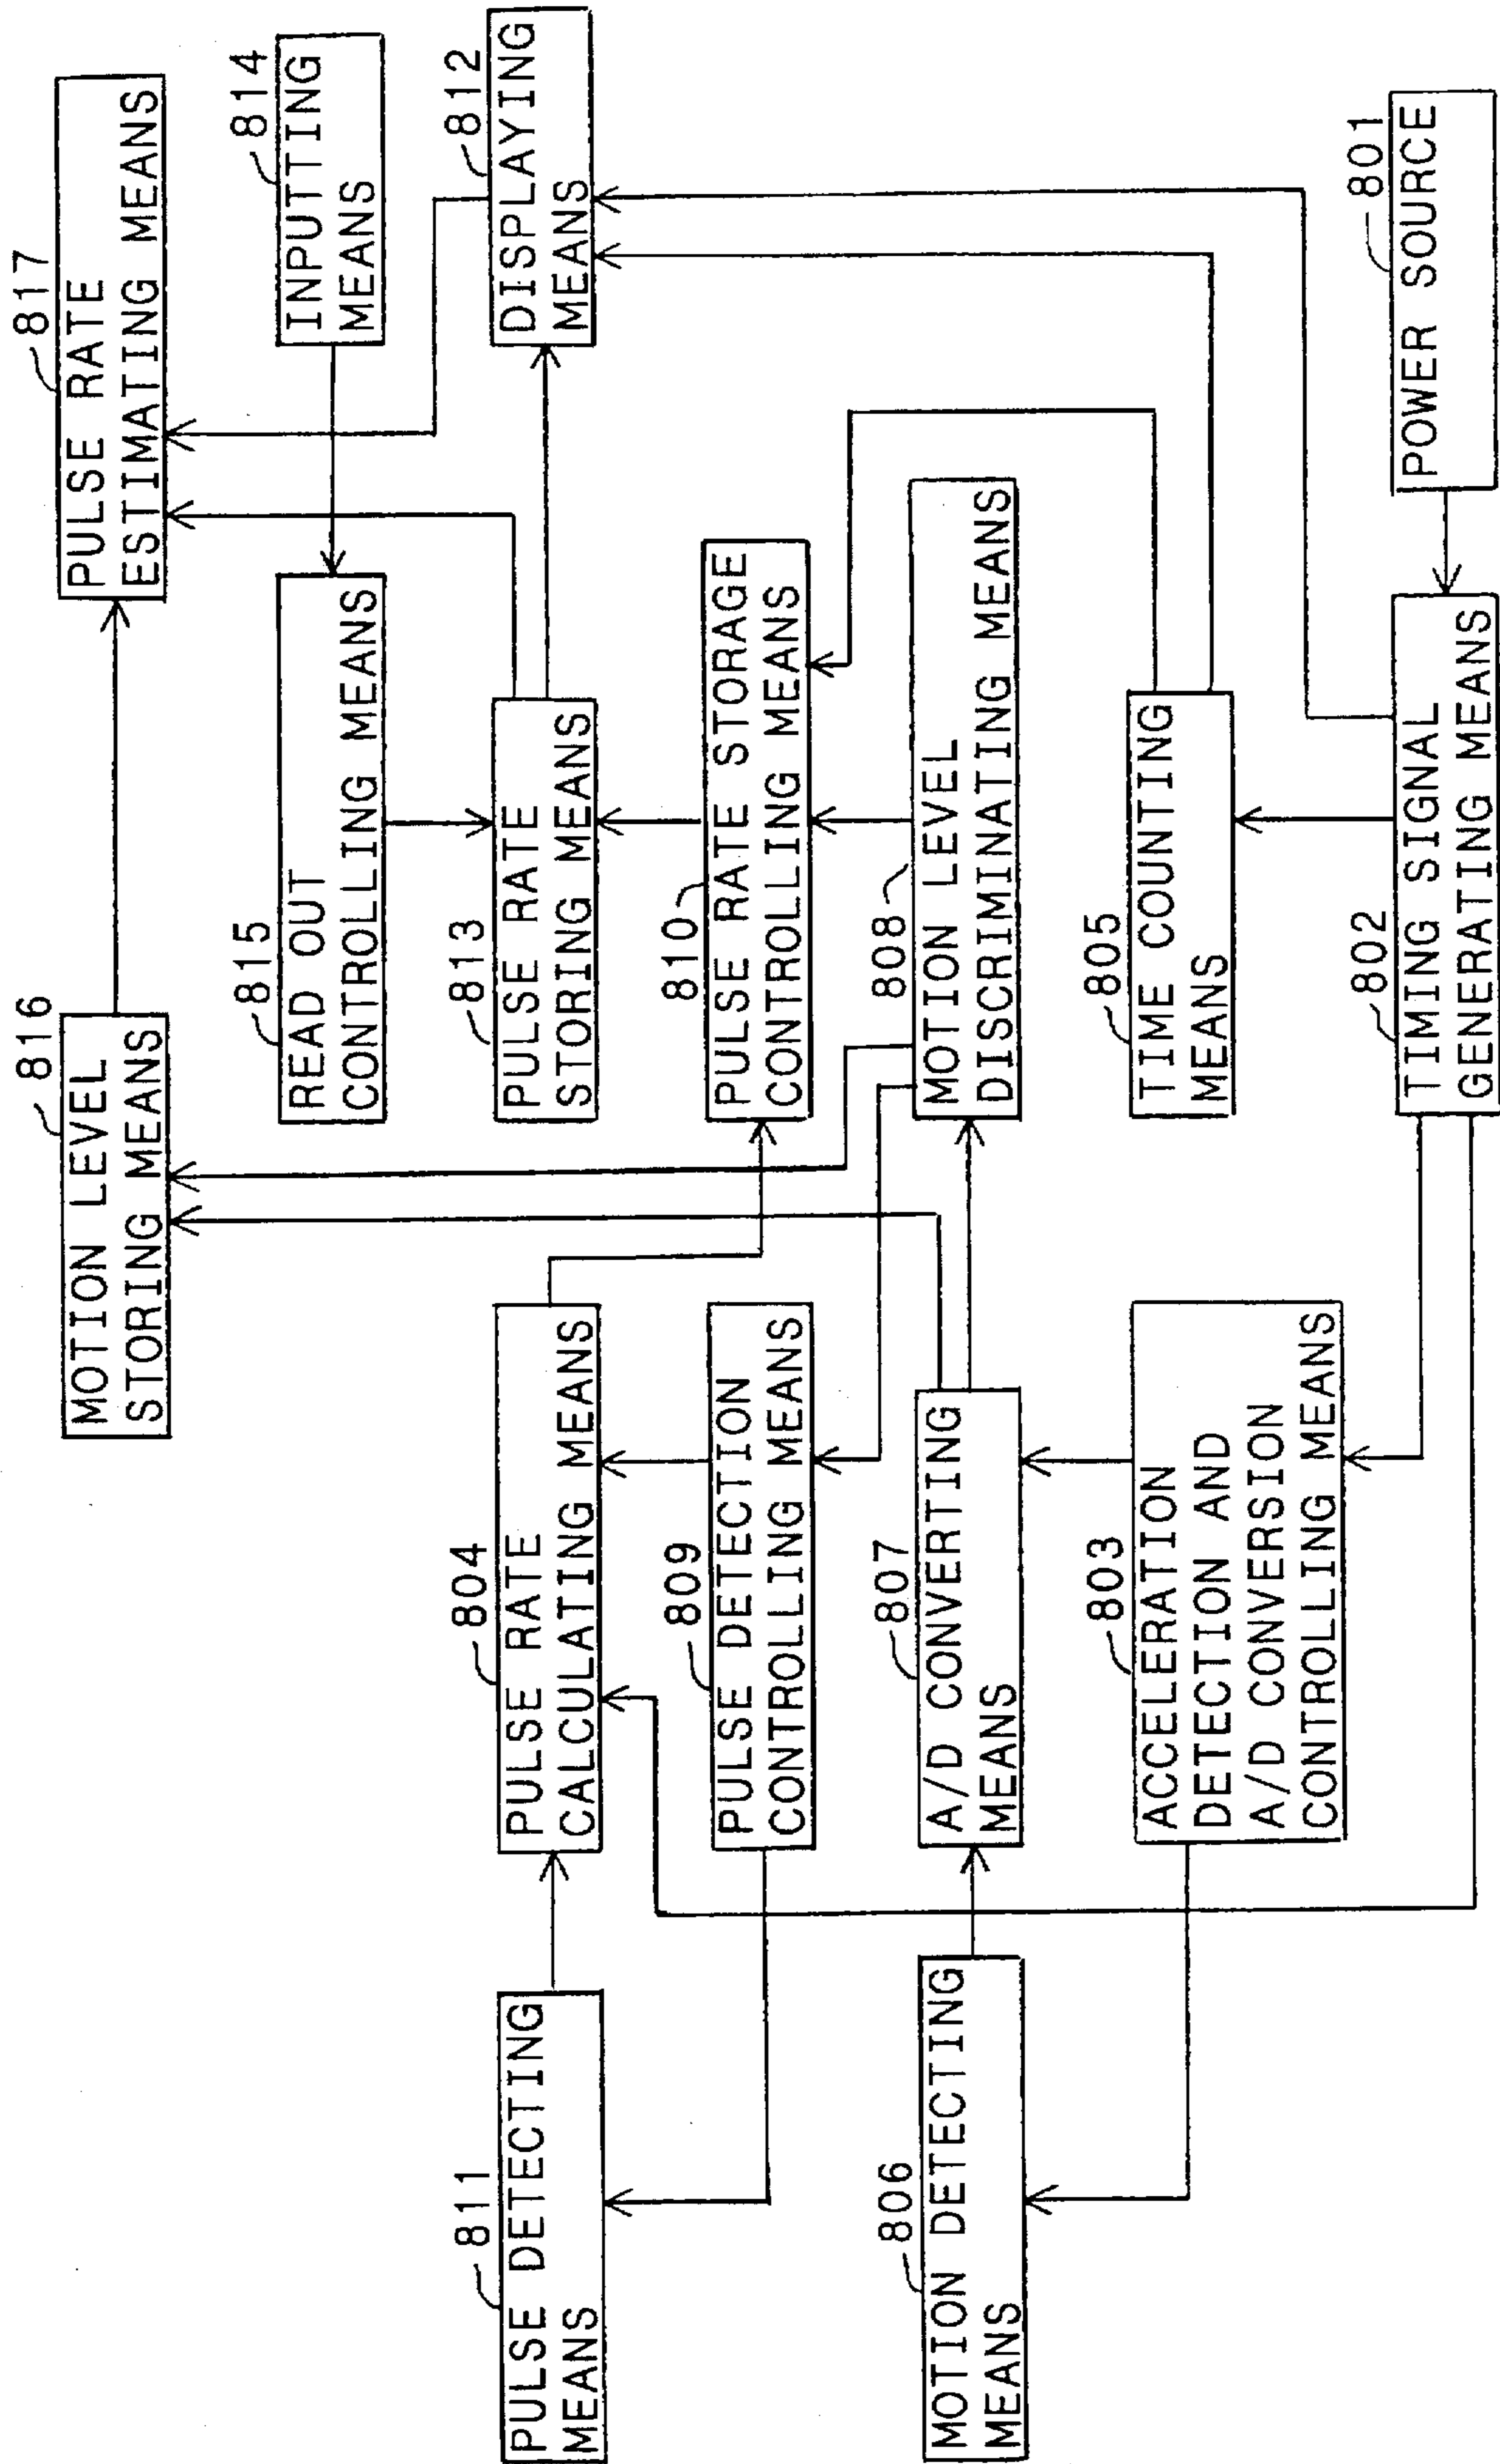 817
PULSE RATE
ESTIMATING MEANS
816
MOTION LEVEL
STORING MEANS
814
INPUTTING
MEANS
815
READ OUT
CONTROLLING MEANS
812
DISPLAYING
MEANS
813
PULSE RATE
STORING MEANS
804
PULSE RATE
CALCULATING MEANS
811
PULSE DETECTING
MEANS
810
PULSE RATE STORAGE
CONTROLLING MEANS
809
PULSE DETECTION
CONTROLLING MEANS
808
MOTION LEVEL
DISCRIMINATING MEANS
807
A/D CONVERTING
MEANS
806
MOTION DETECTING
MEANS
805
TIME COUNTING
MEANS
803
ACCELERATION
DETECTION AND
A/D CONVERSION
CONTROLLING MEANS
801
POWER SOURCE
802
TIMING SIGNAL
GENERATING MEANS